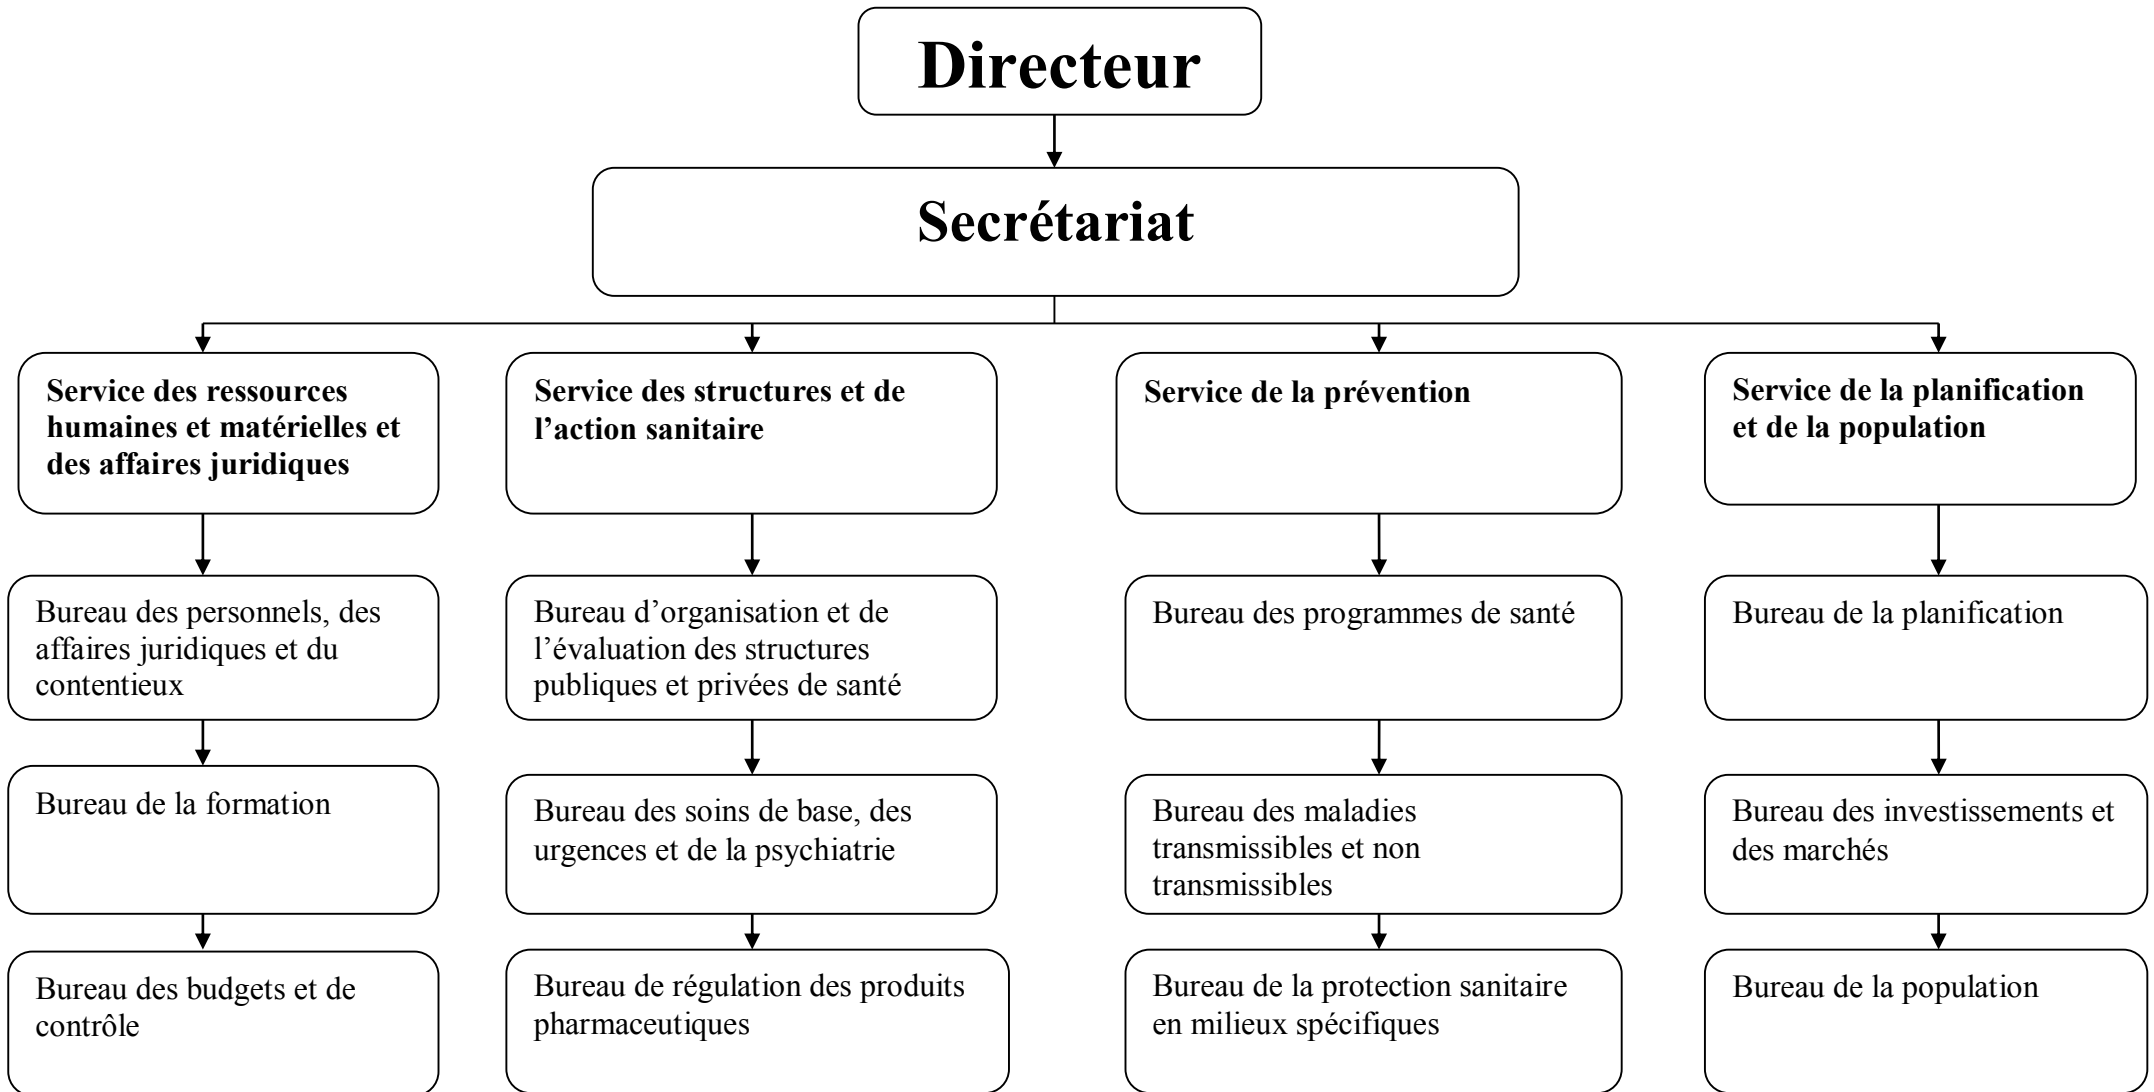 Directeur
Secrétariat
Service des ressources
humaines et matérielles et
des affaires juridiques
Service des structures et de
l’action sanitaire
Service de la prévention
Service de la planification
et de la population
Bureau des personnels, des
affaires juridiques et du
contentieux
Bureau d’organisation et de
l’évaluation des structures
publiques et privées de santé
Bureau des programmes de santé
Bureau de la planification
Bureau de la formation
Bureau des soins de base, des
urgences et de la psychiatrie
Bureau des maladies
transmissibles et non
transmissibles
Bureau des investissements et
des marchés
Bureau des budgets et de
contrôle
Bureau de régulation des produits
pharmaceutiques
Bureau de la protection sanitaire
en milieux spécifiques
Bureau de la population